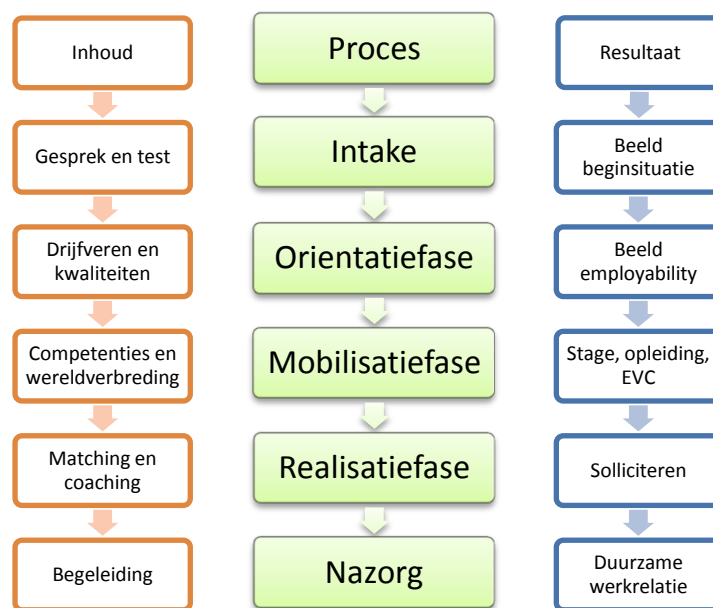 Inhoud
Gesprek en test
Drijfveren en
kwaliteiten
Competenties en
wereldverbreding
Matching en
coaching
Begeleiding
Proces
Intake
Orientatiefase
Mobilisatiefase
Realisatiefase
Nazorg
Resultaat
Beeld
beginsituatie
Beeld
employability
Stage, opleiding,
EVC
Solliciteren
Duurzame
werkrelatie